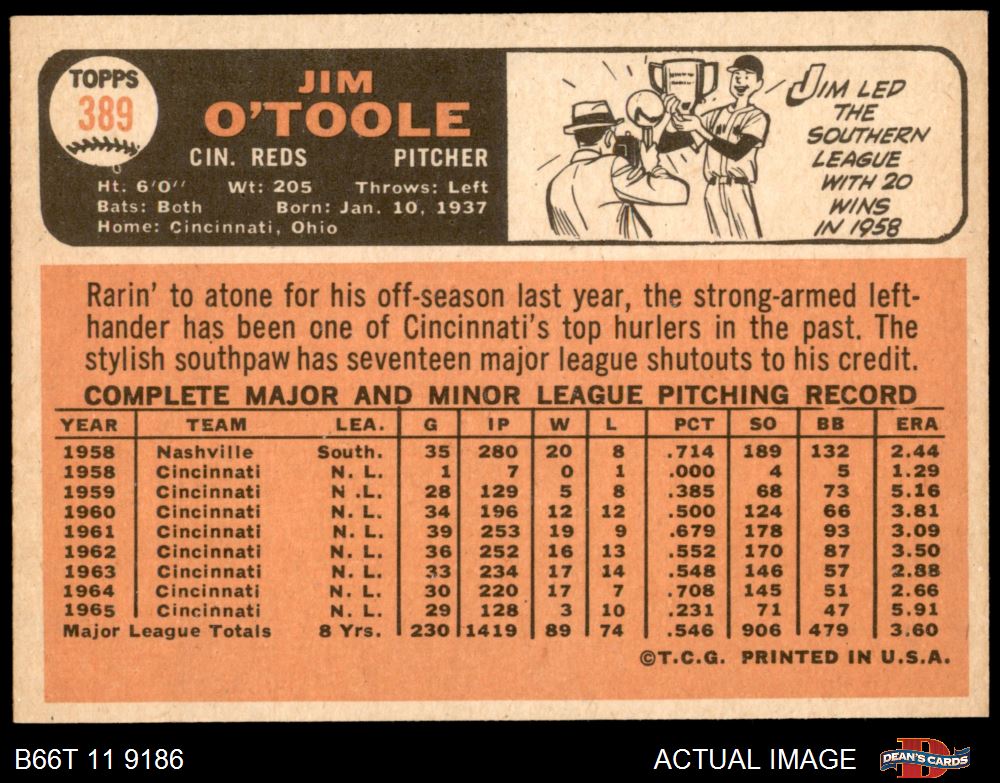 TOPPS
389
JIM
O'TOOLE
CIN. REDS PITCHER
Ht: 6'0" Wt: 205 Throws: Left
Bats: Both Born: Jan. 10, 1937
Home: Cincinnati, Ohio
JIM LED
THE
SOUTHERN
LEAGUE
WITH 20
WINS
IN 1958
Rarin' to atone for his off-season last year, the strong-armed left-
hander has been one of Cincinnati's top hurlers in the past. The
stylish southpaw has seventeen major league shutouts to his credit.
COMPLETE MAJOR AND MINOR LEAGUE PITCHING RECORD
YEAR TEAM LEA. G IP W L PCT SO BB ERA
1958 Nashville South. 35 280 20 8 .714 189 132 2.44
1958 Cincinnati N. L. 1 7 0 1 .000 4 5 1.29
1959 Cincinnati N .L. 28 129 5 8 .385 68 73 5.16
1960 Cincinnati N. L. 34 196 12 12 .500 124 66 3.81
1961 Cincinnati N. L. 39 253 19 9 .679 178 93 3.09
1962 Cincinnati N. L. 36 252 16 13 .552 170 87 3.50
1963 Cincinnati N. L. 33 234 17 14 .548 146 57 2.88
1964 Cincinnati N. L. 30 220 17 7 .708 145 51 2.66
1965 Cincinnati N. L. 29 128 3 10 .231 71 47 5.91
Major League Totals 8 Yrs. 230 1419 89 74 .546 906 479 3.60
©T.C.G. PRINTED IN U.S.A.
B66T 11 9186 ACTUAL IMAGE DEAN'S CARDS